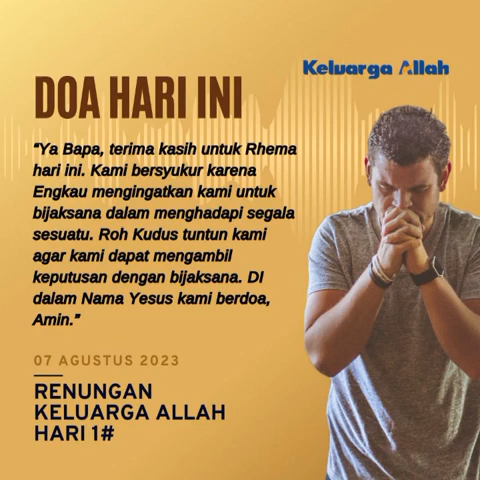 Keluarga Allah
DOA HARI INI
“Ya Bapa, terima kasih untuk Rhema
hari ini. Kami bersyukur karena
Engkau mengingatkan kami untuk
bijaksana dalam menghadapi segala
sesuatu. Roh Kudus tuntun kami
agar kami dapat mengambil
keputusan dengan bijaksana. DI
dalam Nama Yesus kami berdoa,
Amin.”
07 AGUSTUS 2023
RENUNGAN
KELUARGA ALLAH
HARI 1#